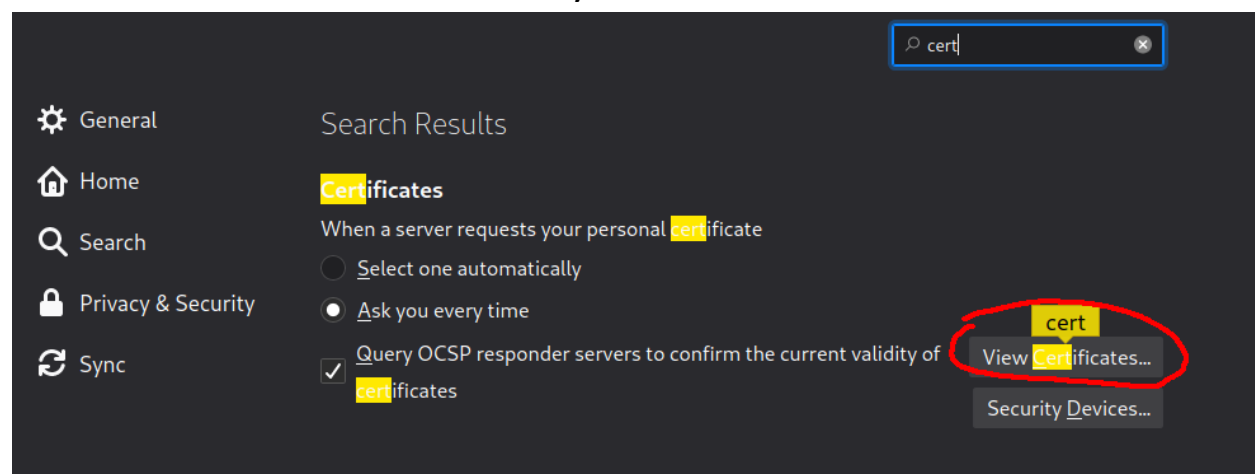 cert
General
Home
Search
Privacy & Security
Sync
Search Results
Certificates
When a server requests your personal certificate
Select one automatically
Ask you every time
Query OCSP responder servers to confirm the current validity of
certificates
cert
View Certificates...
Security Devices...